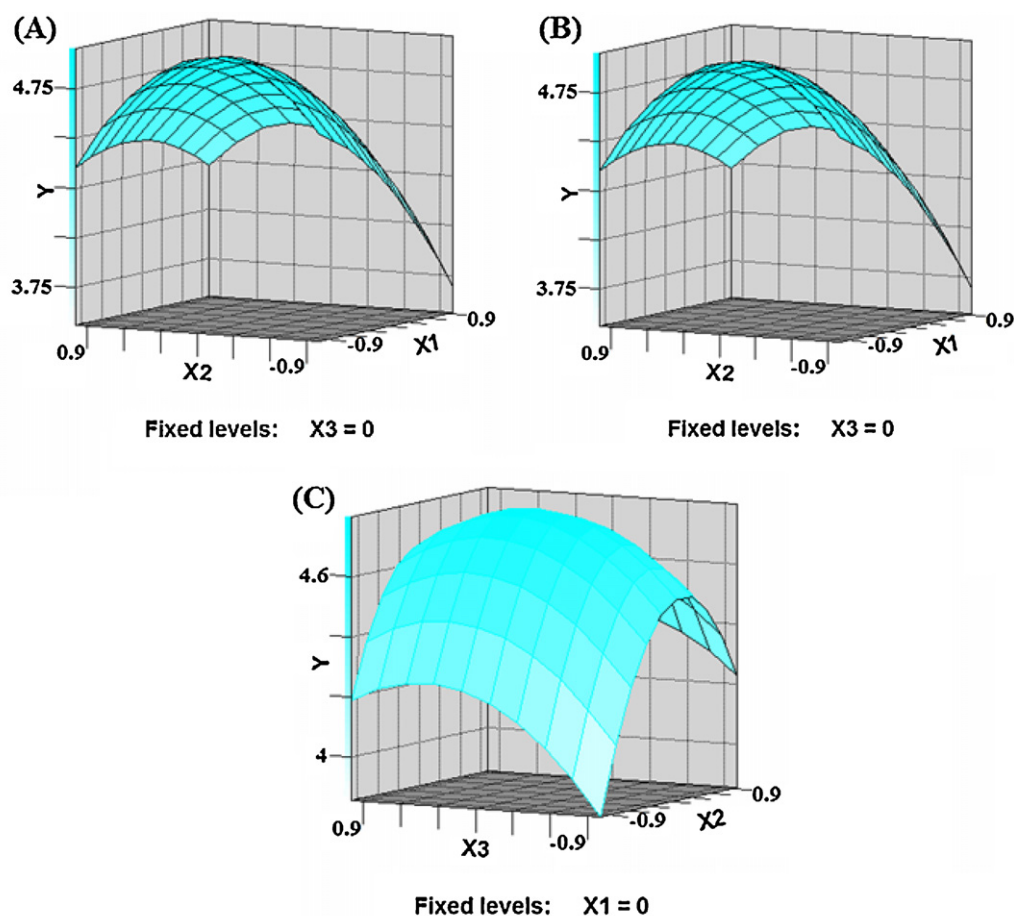 (A)
4.75
Y
3.75
0.9
X2
-0.9
-0.9
X1
0.9
Fixed levels: X3 = 0
(B)
4.75
Y
3.75
0.9
X2
-0.9
-0.9
X1
0.9
Fixed levels: X3 = 0
(C)
4.6
Y
4
0.9
X3
-0.9
-0.9
X2
0.9
Fixed levels: X1 = 0